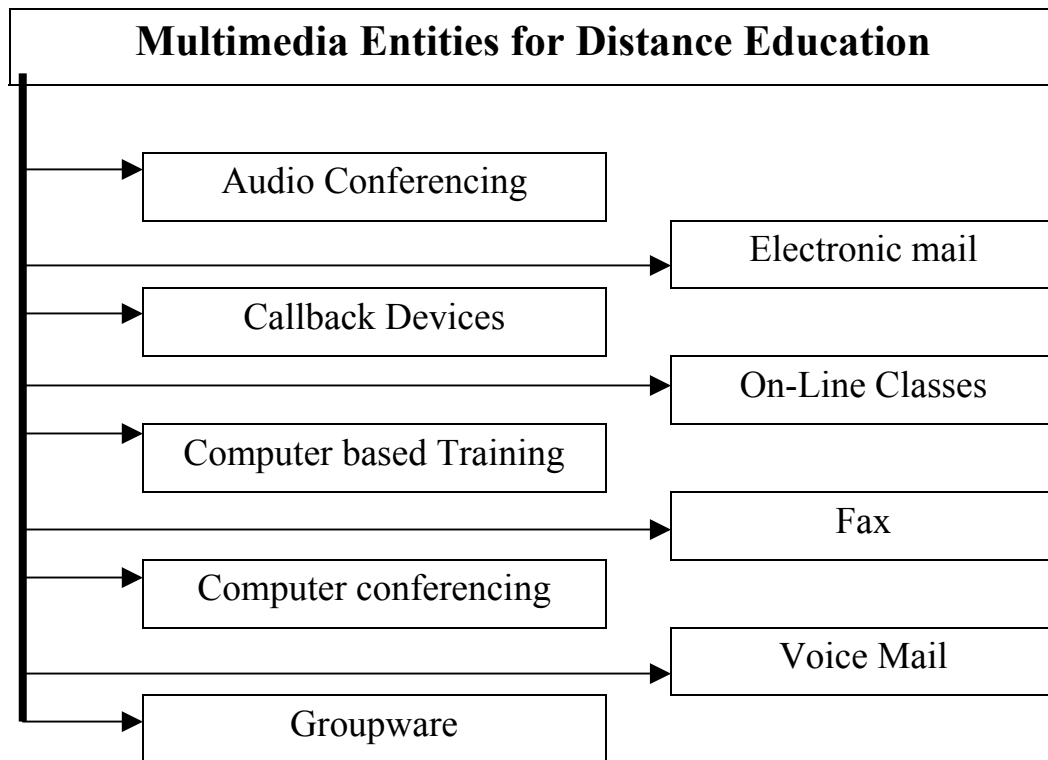 Multimedia Entities for Distance Education
Audio Conferencing
Electronic mail
Callback Devices
On-Line Classes
Computer based Training
Fax
Computer conferencing
Voice Mail
Groupware